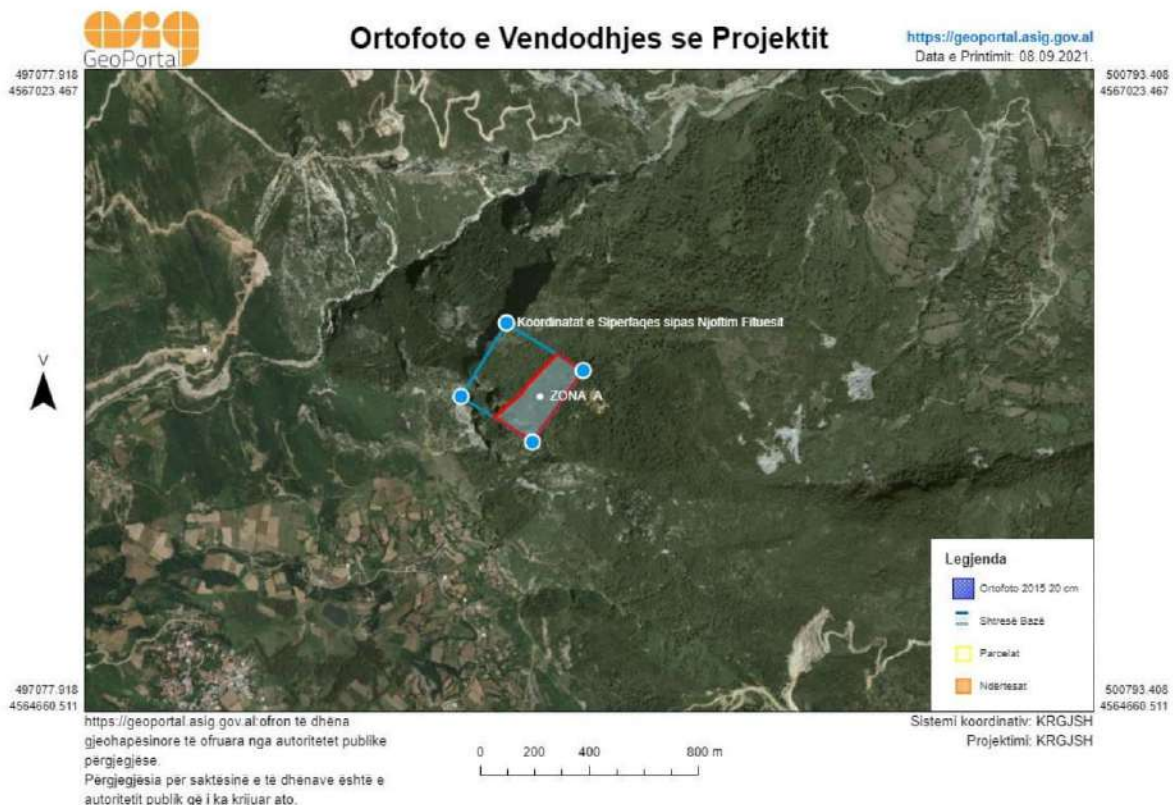 asig
GeoPortal
Ortofoto e Vendodhjes se Projektit
https://geoportal.asig.gov.al
Data e Printimit: 08.09.2021.
497077.918
4567023.467
500793.408
4567023.467
Koordinatat e Siperfaqes sipas Njoftim Fituesit
ZONA IA
V
Legjenda
Ortofoto 2015 20 cm
Shtresë Bazë
Parcelat
Ndërtesat
497077.918
4564660.511
500793.408
4564660.511
https://geoportal.asig.gov.al ofron të dhëna
gjeohapësinore të ofruara nga autoritetet publike
përgjegjëse.
Përgjegjësia për saktësinë e të dhënave është e
autoritetit publik që i ka krijuar ato.
0 200 400 800 m
Sistemi koordinativ: KRGJSH
Projektimi: KRGJSH